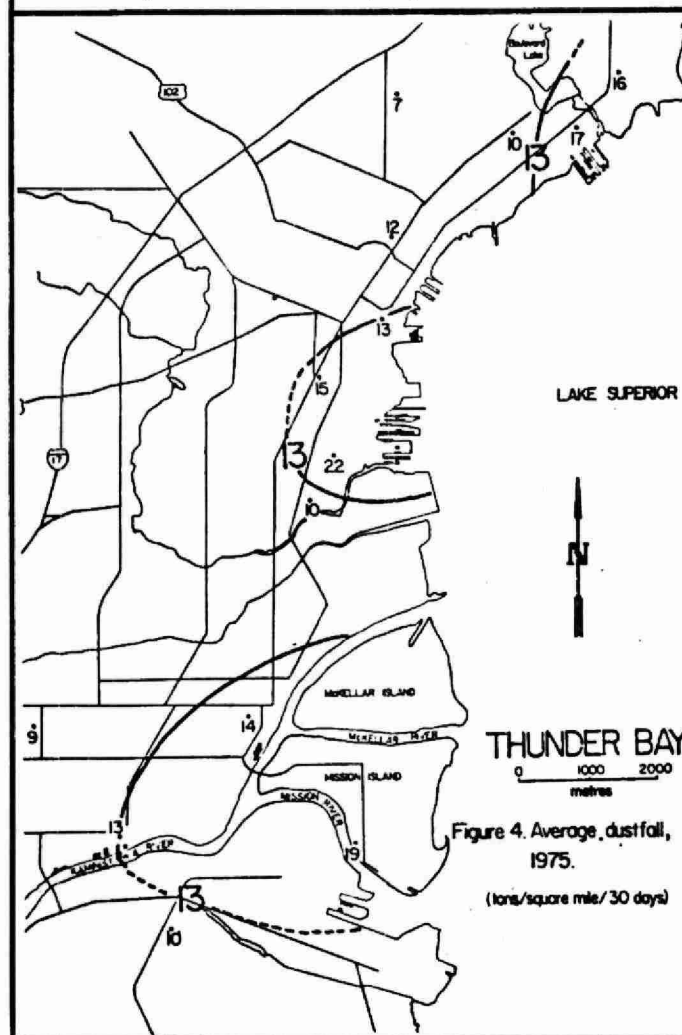 Boulevard
Lake
102
7
16
10
17
13
12
13
15
LAKE SUPERIOR
17
13
22
10
N
McKELLAR ISLAND
9
14
McKELLAR RIVER
THUNDER BAY
MISSION ISLAND
0 1000 2000
metres
MISSION RIVER
13
19
Figure 4. Average dustfall,
1975.
RIVER
13
(tons/square mile/30 days)
10